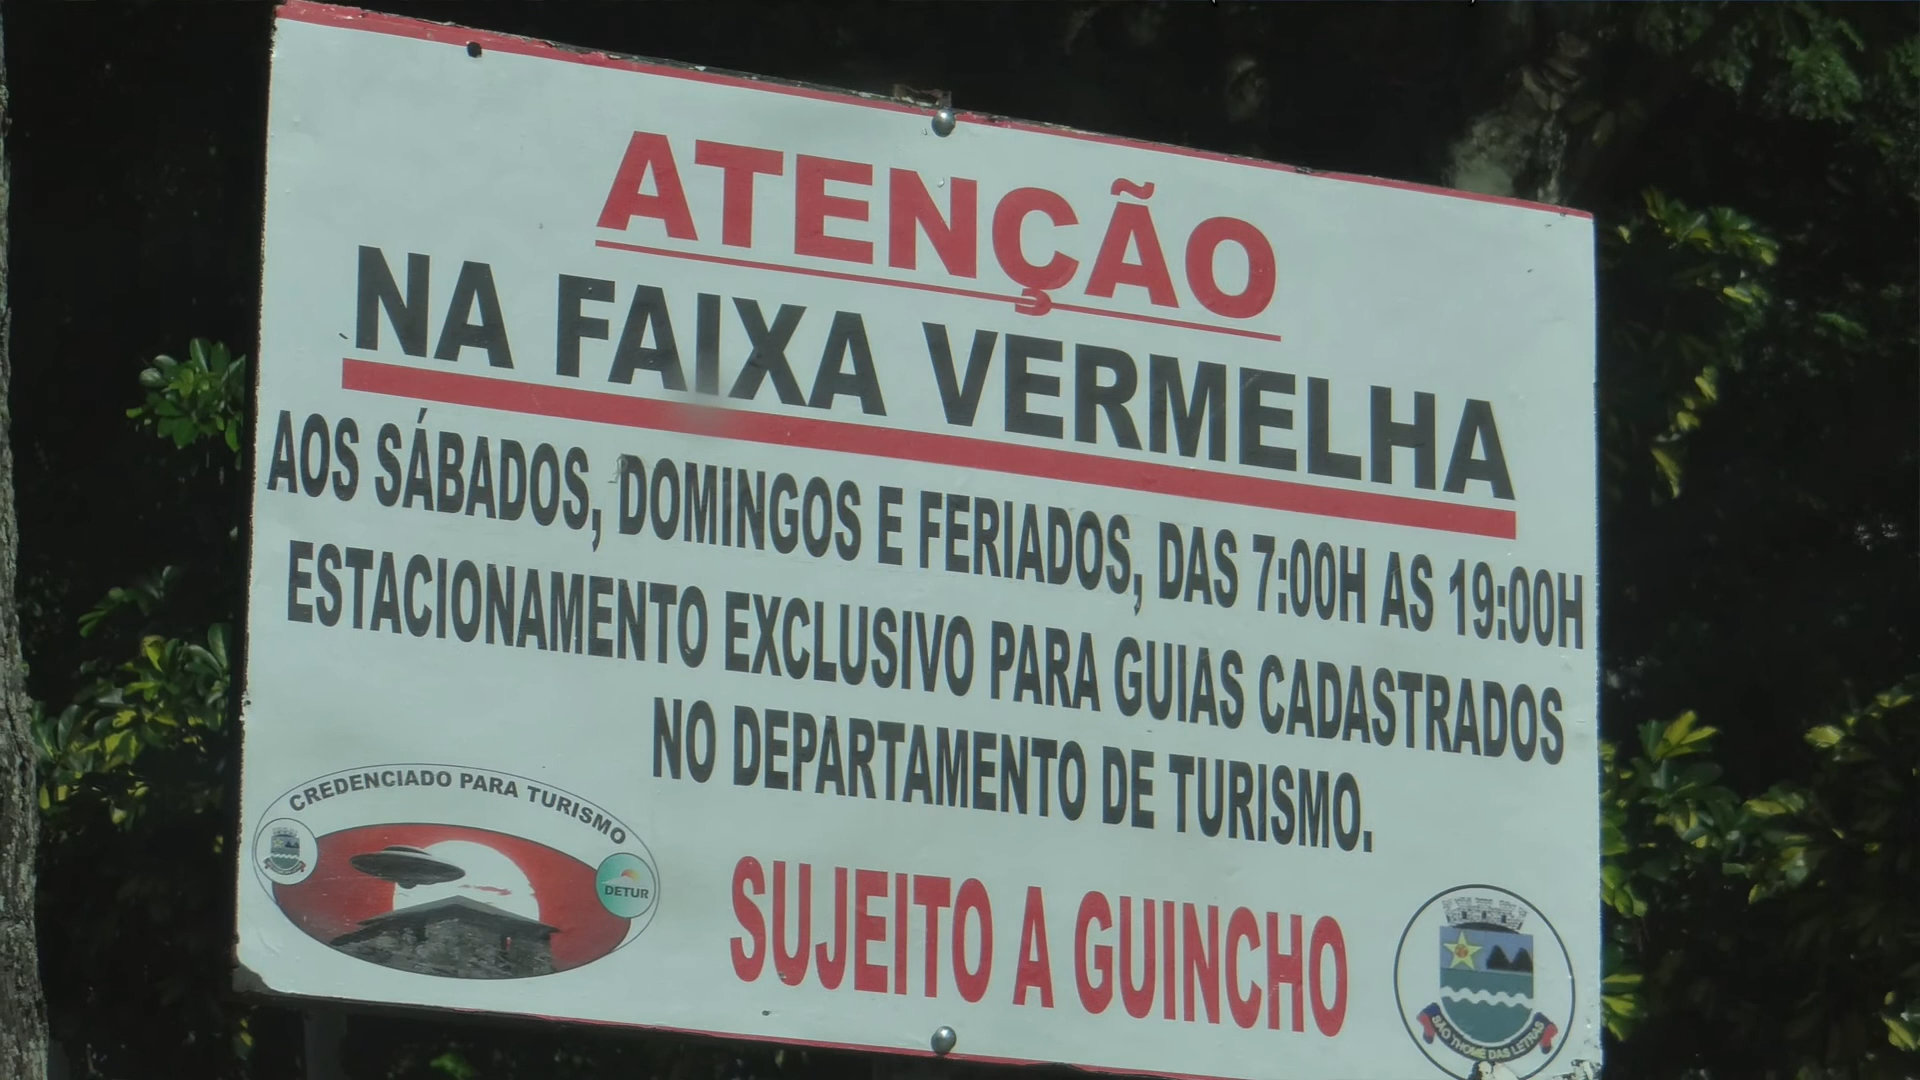 ATENÇÃO
NA FAIXA VERMELHA
AOS SÁBADOS, DOMINGOS E FERIADOS, DAS 7:00H AS 19:00H
ESTACIONAMENTO EXCLUSIVO PARA GUIAS CADASTRADOS
NO DEPARTAMENTO DE TURISMO.
CREDENCIADO PARA TURISMO
DETUR
SUJEITO A GUINCHO
SÃO THOMÉ DAS LETRAS